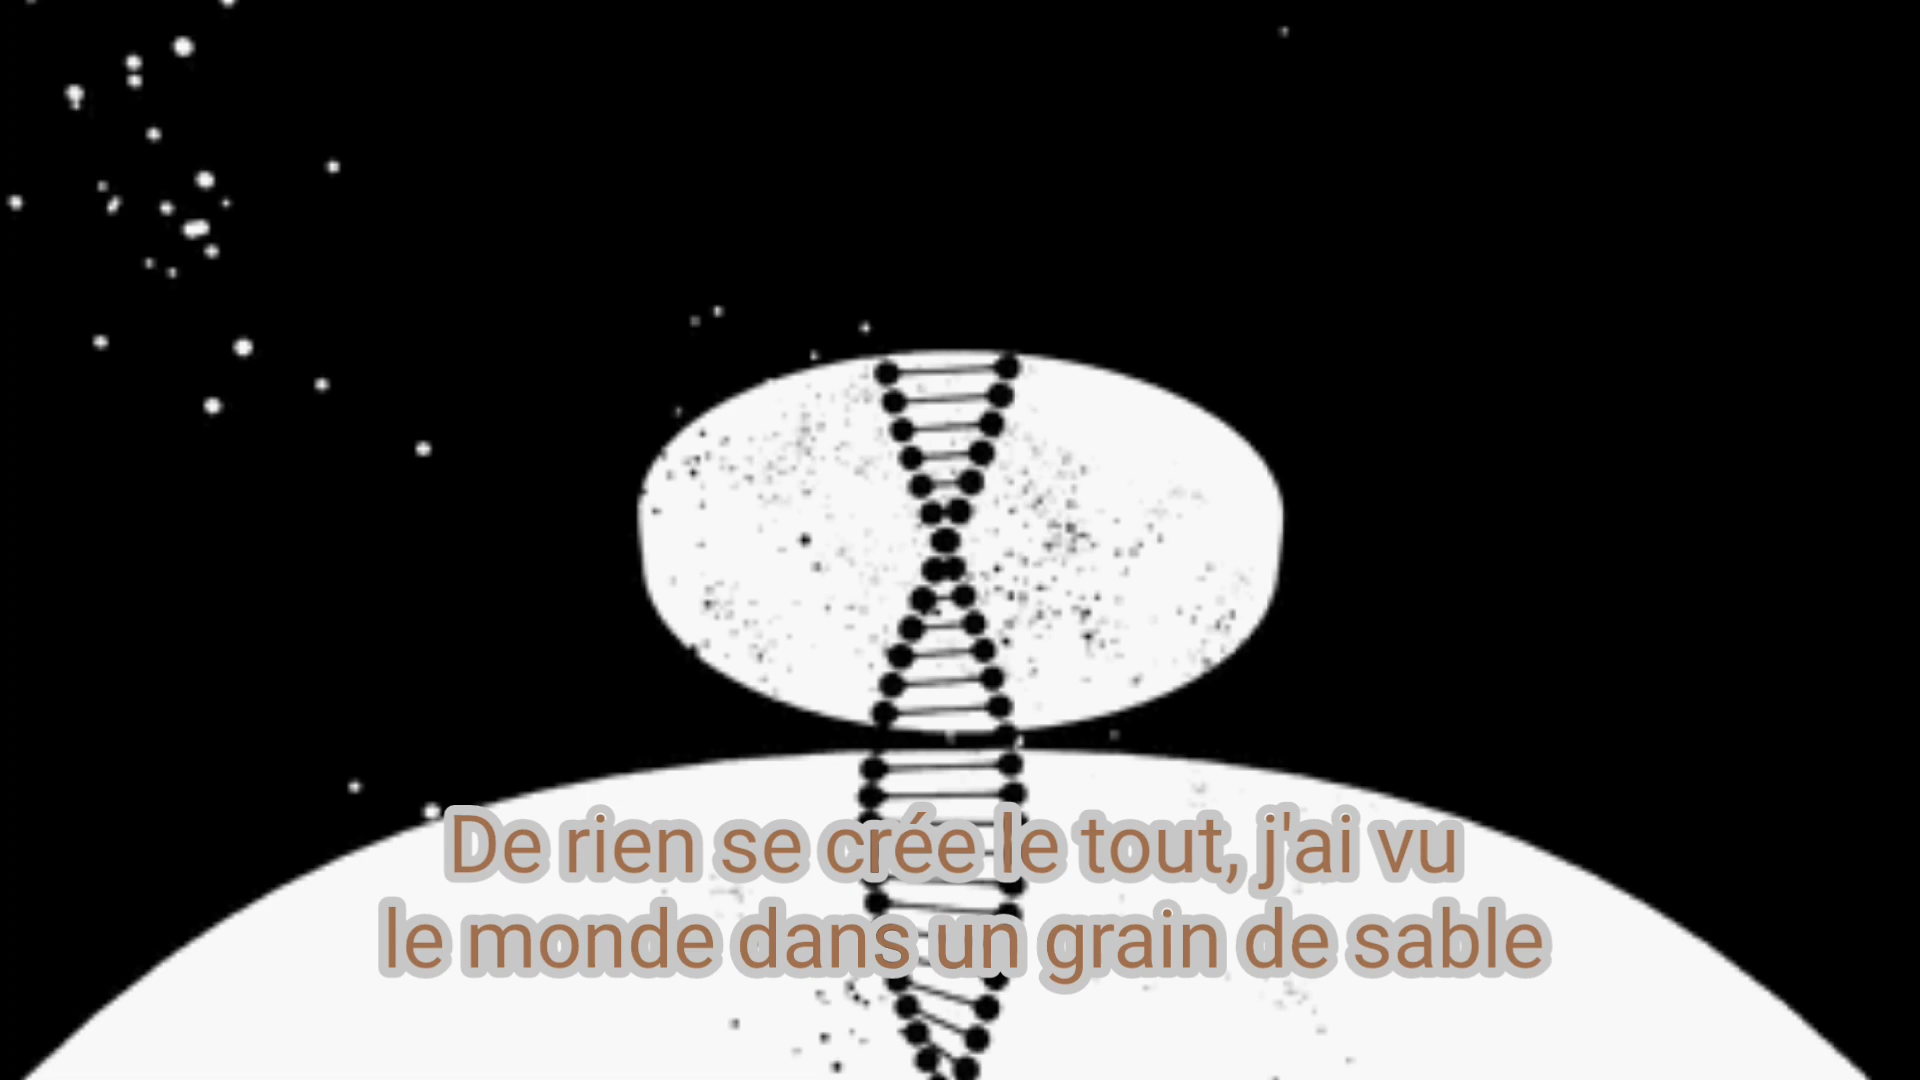 De rien se crée le tout, j'ai vu
le monde dans un grain de sable